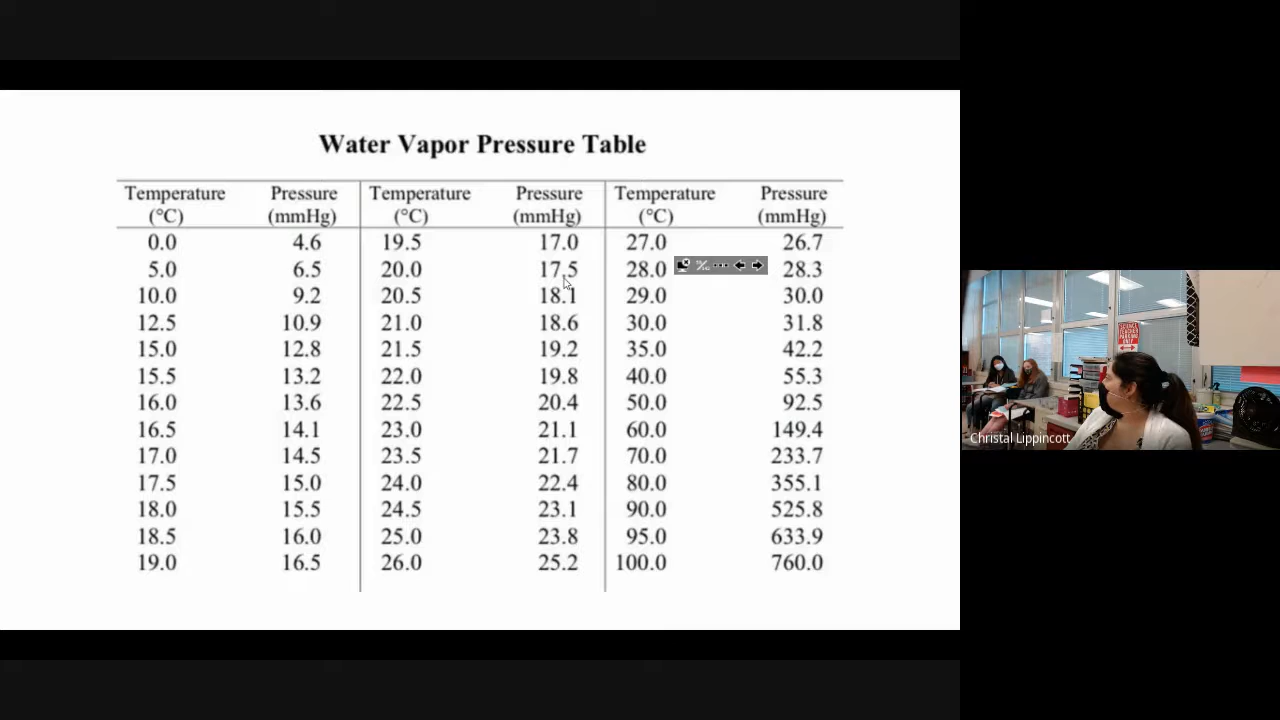 Water Vapor Pressure Table
Temperature Pressure Temperature Pressure Temperature Pressure
(°C) (mmHg) (°C) (mmHg) (°C) (mmHg)
0.0 4.6 19.5 17.0 27.0 26.7
5.0 6.5 20.0 17.5 28.0 28.3
10.0 9.2 20.5 18.1 29.0 30.0
12.5 10.9 21.0 18.6 30.0 31.8
15.0 12.8 21.5 19.2 35.0 42.2
15.5 13.2 22.0 19.8 40.0 55.3
16.0 13.6 22.5 20.4 50.0 92.5
16.5 14.1 23.0 21.1 60.0 149.4
17.0 14.5 23.5 21.7 70.0 233.7
17.5 15.0 24.0 22.4 80.0 355.1
18.0 15.5 24.5 23.1 90.0 525.8
18.5 16.0 25.0 23.8 95.0 633.9
19.0 16.5 26.0 25.2 100.0 760.0
SCIENCE
TEACHER
PARKING
ONLY
Christal Lippincott